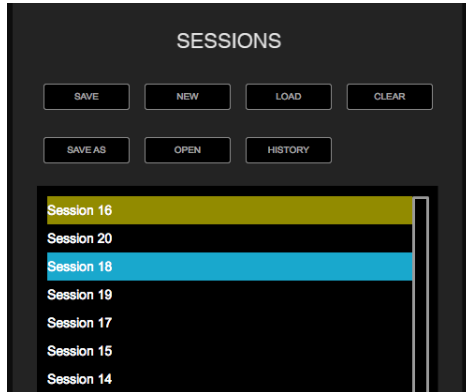 SESSIONS
SAVE NEW LOAD CLEAR
SAVE AS OPEN HISTORY
Session 16
Session 20
Session 18
Session 19
Session 17
Session 15
Session 14